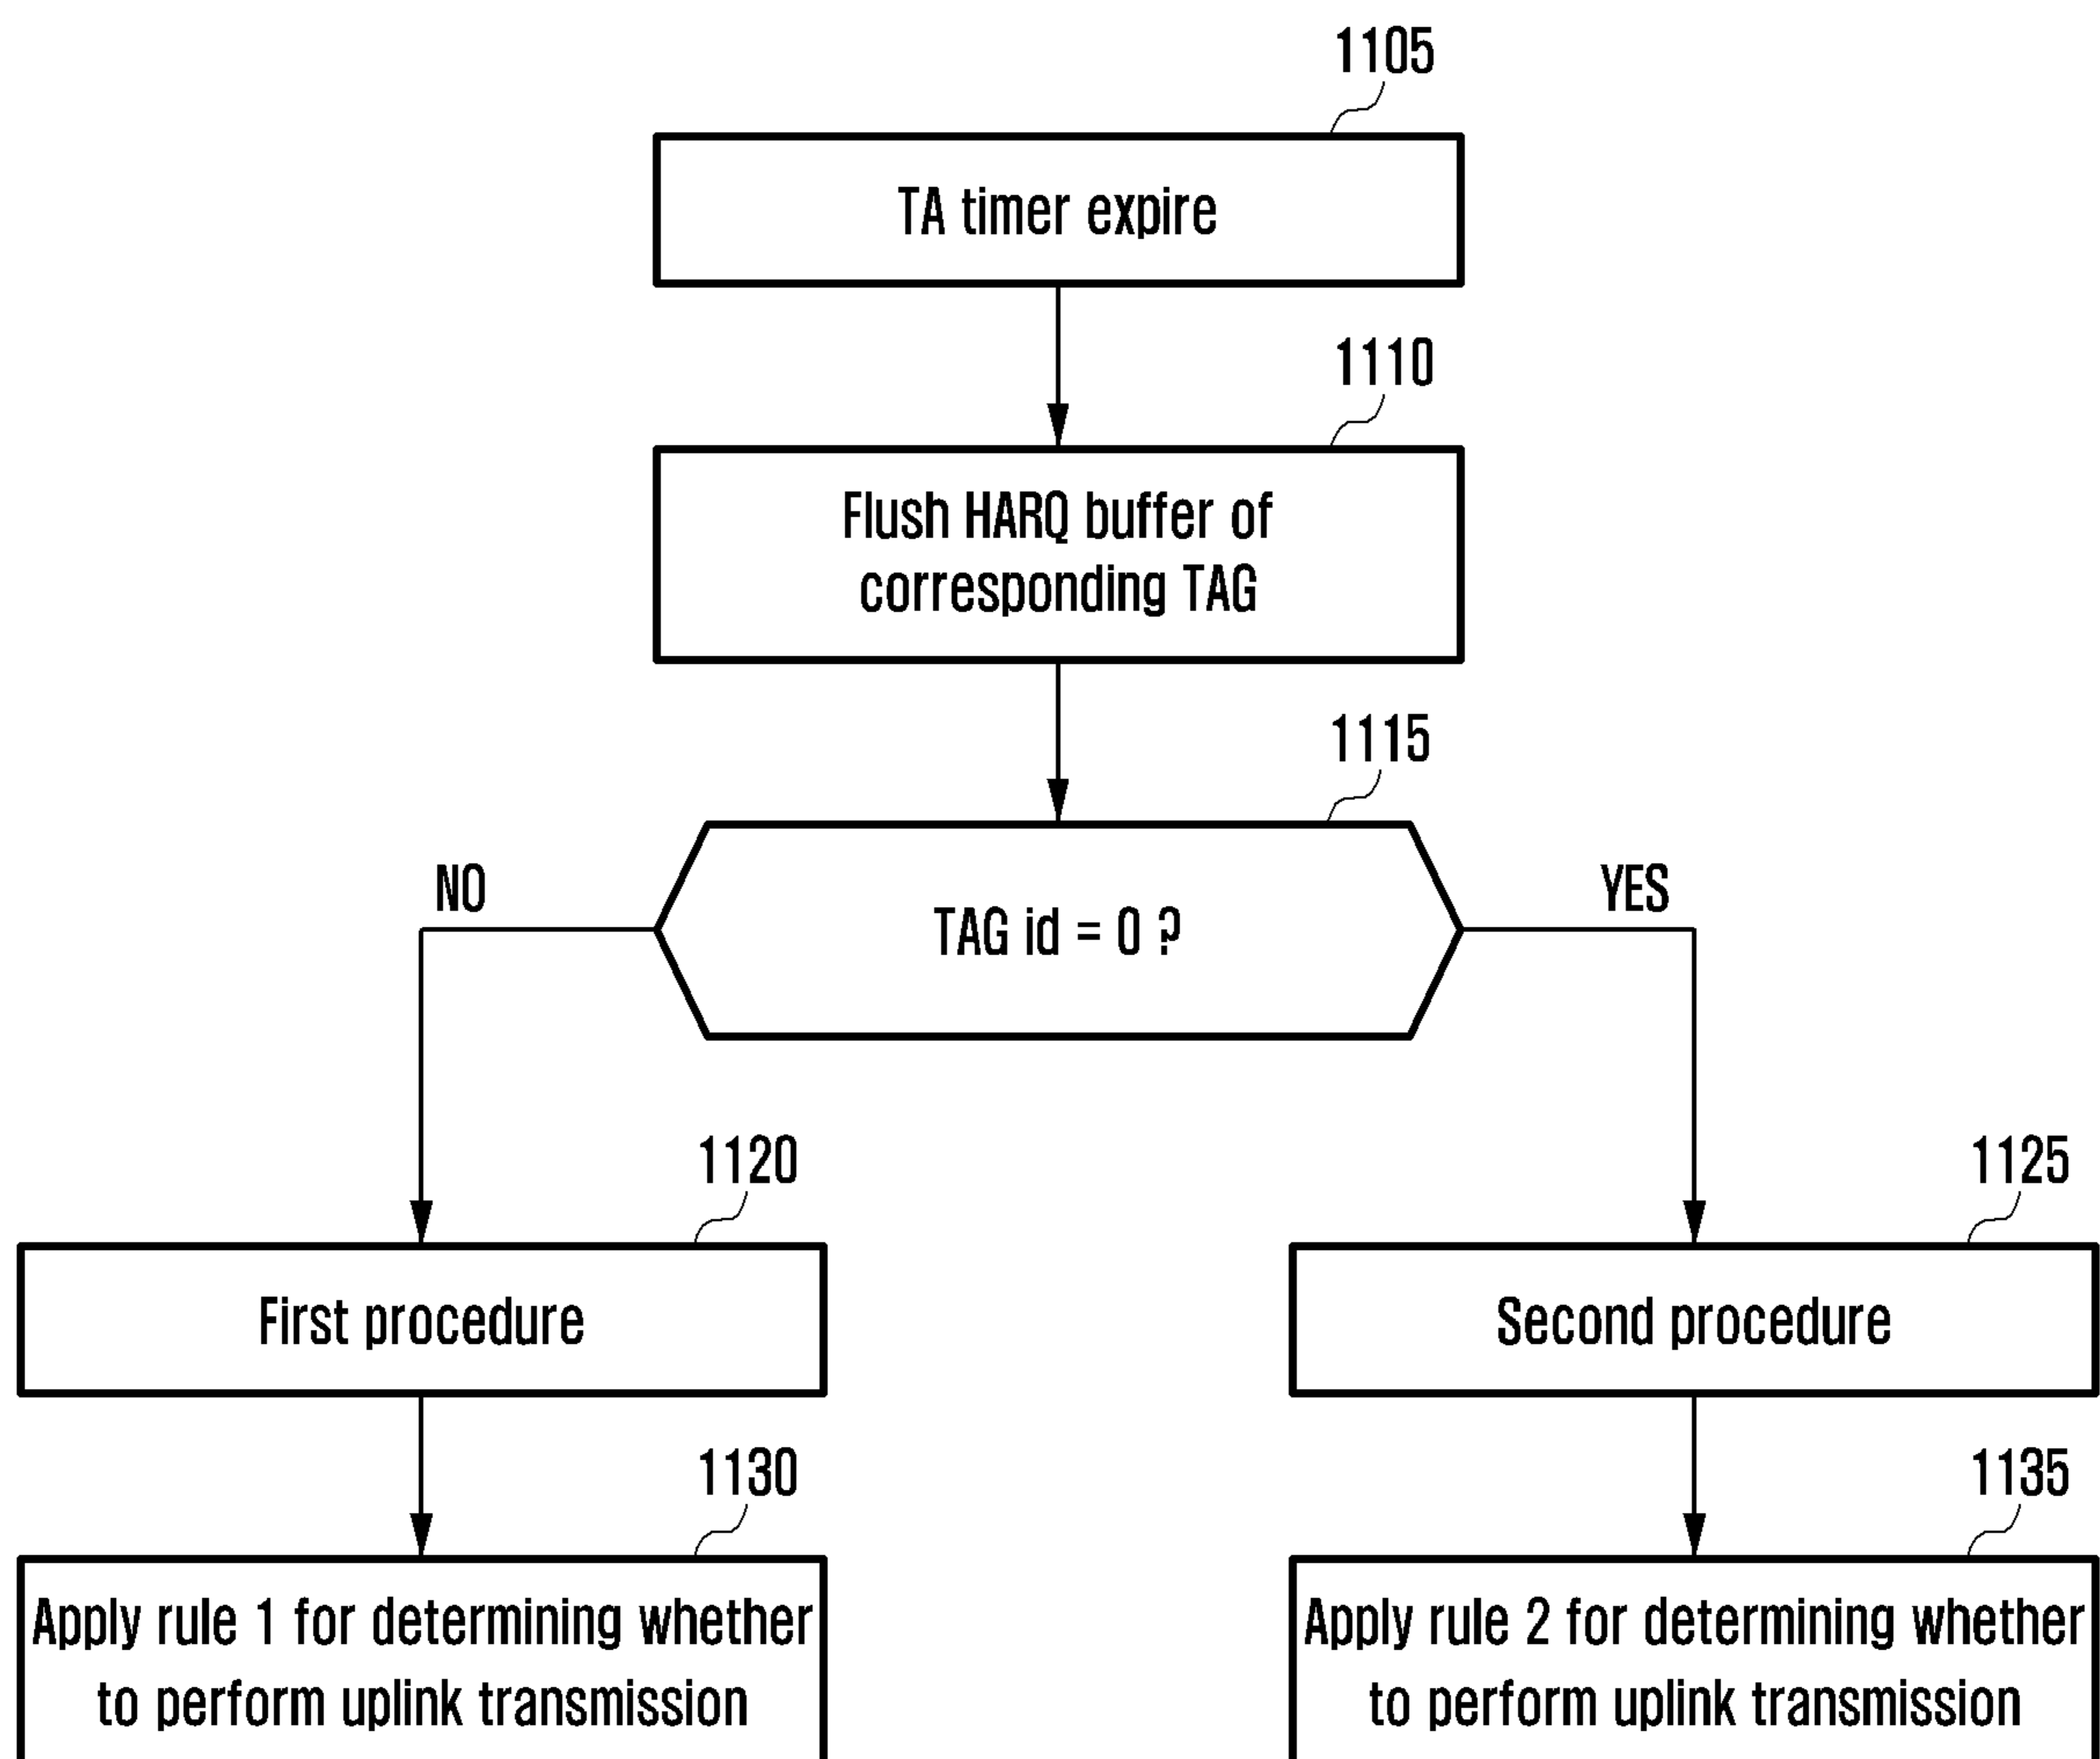 1105
TA timer expire
1110
Flush HARQ buffer of
corresponding TAG
1115
NO
YES
TAG id = 0 ?
1120
First procedure
1125
Second procedure
1130
Apply rule 1 for determining whether
to perform uplink transmission
1135
Apply rule 2 for determining whether
to perform uplink transmission